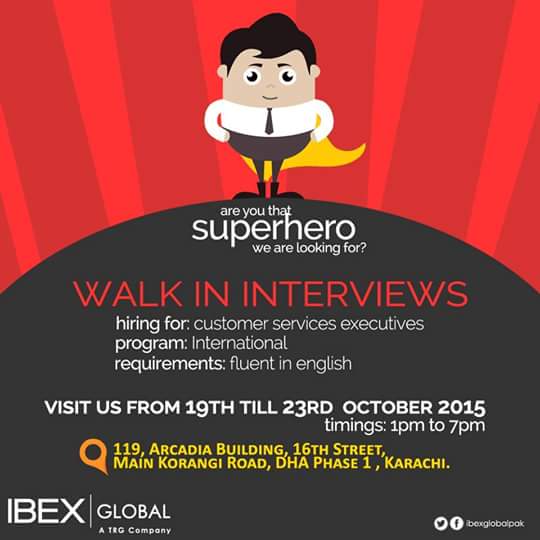 are you that
superhero
we are looking for?
WALK IN INTERVIEWS
hiring for: customer services executives
program: International
requirements: fluent in english
VISIT US FROM 19TH TILL 23RD OCTOBER 2015
timings: 1pm to 7pm
119, ARCADIA BUILDING, 16TH STREET,
MAIN KORANGI ROAD, DHA PHASE 1 , KARACHI.
IBEX GLOBAL
A TRG Company
ibexglobalpak